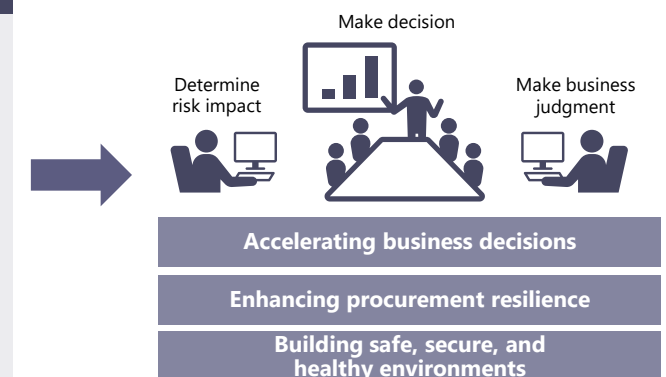 Make decision
Determine
risk impact
Make business
judgment
Accelerating business decisions
Enhancing procurement resilience
Building safe, secure, and
healthy environments